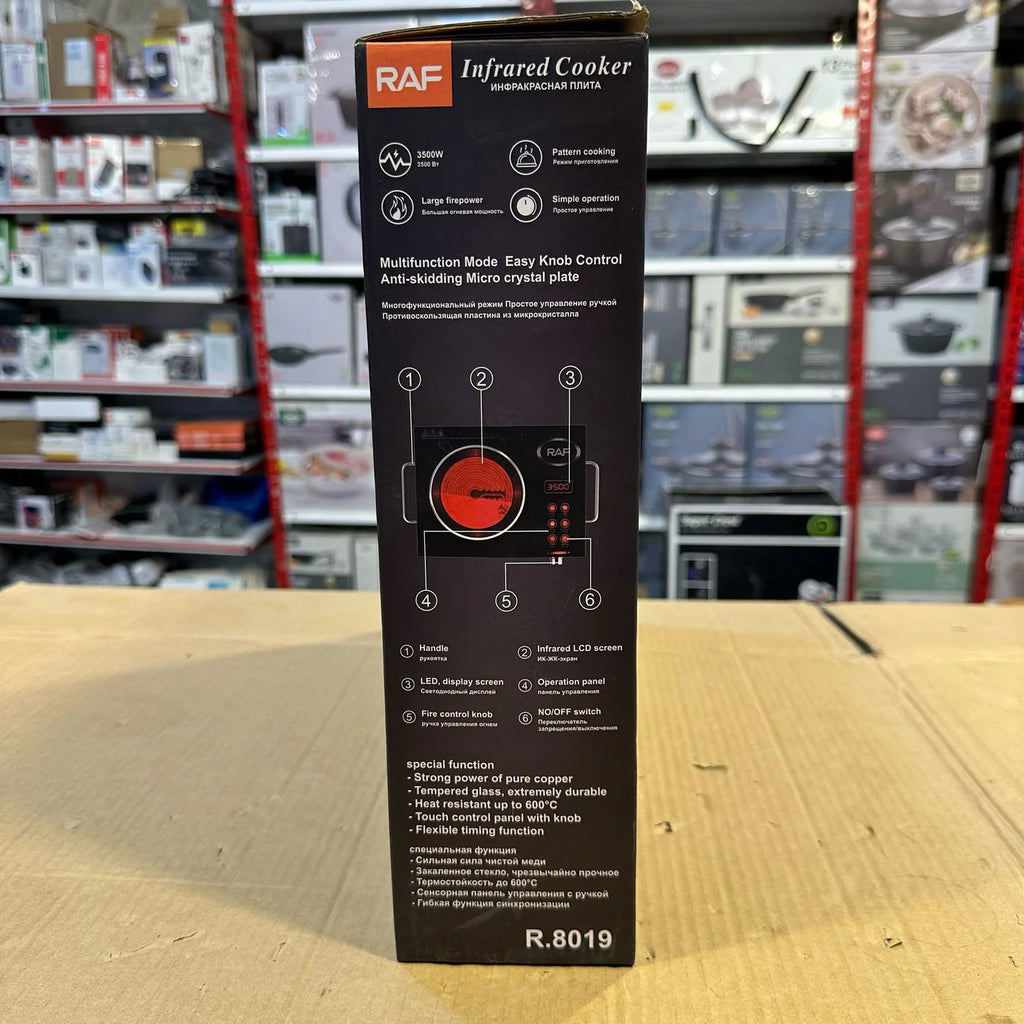 RAF
Infrared Cooker
ИНФРАКРАСНАЯ ПЛИТА
3500W
3500 Вт
Pattern cooking
Режим приготовления
Large firepower
Большая огневая мощность
Simple operation
Простое управление
Multifunction Mode Easy Knob Control
Anti-skidding Micro crystal plate
Многофункциональный режим Простое управление ручкой
Противоскользящая пластина из микрокристалла
1 2 3
RAF
3500
4 5 6
1 Handle
рукоятка
2 Infrared LCD screen
ИК-ЖК-экран
3 LED, display screen
Светодиодный дисплей
4 Operation panel
панель управления
5 Fire control knob
ручка управления огнем
6 NO/OFF switch
Переключатель
запрещения/выключения
special function
- Strong power of pure copper
- Tempered glass, extremely durable
- Heat resistant up to 600°C
- Touch control panel with knob
- Flexible timing function
специальная функция
- Сильная сила чистой меди
- Закаленное стекло, чрезвычайно прочное
- Термостойкость до 600°C
- Сенсорная панель управления с ручкой
- Гибкая функция синхронизации
R.8019